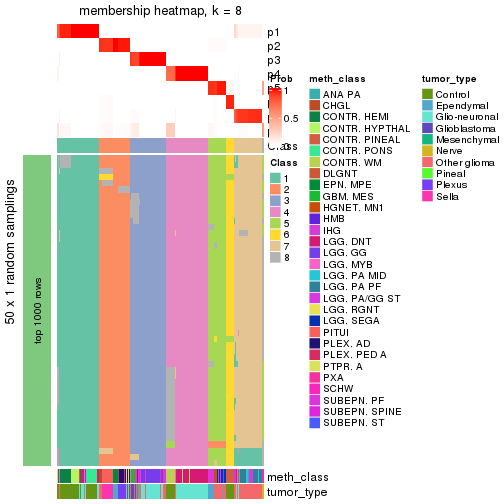 membership heatmap, k = 8
p1
p2
p3
p4
Prob
1
0.5
0
Class
Class
1
2
3
4
5
6
7
8
50 x 1 random samplings
top 1000 rows
meth_class
tumor_type
meth_class
ANA PA
CHGL
CONTR. HEMI
CONTR. HYPTHAL
CONTR. PINEAL
CONTR. PONS
CONTR. WM
DLGNT
EPN. MPE
GBM. MES
HGNET. MN1
HMB
IHG
LGG. DNT
LGG. GG
LGG. MYB
LGG. PA MID
LGG. PA PF
LGG. PA/GG ST
LGG. RGNT
LGG. SEGA
PITUI
PLEX. AD
PLEX. PED A
PTPR. A
PXA
SCHW
SUBEPN. PF
SUBEPN. SPINE
SUBEPN. ST
tumor_type
Control
Ependymal
Glio-neuronal
Glioblastoma
Mesenchymal
Nerve
Other glioma
Pineal
Plexus
Sella